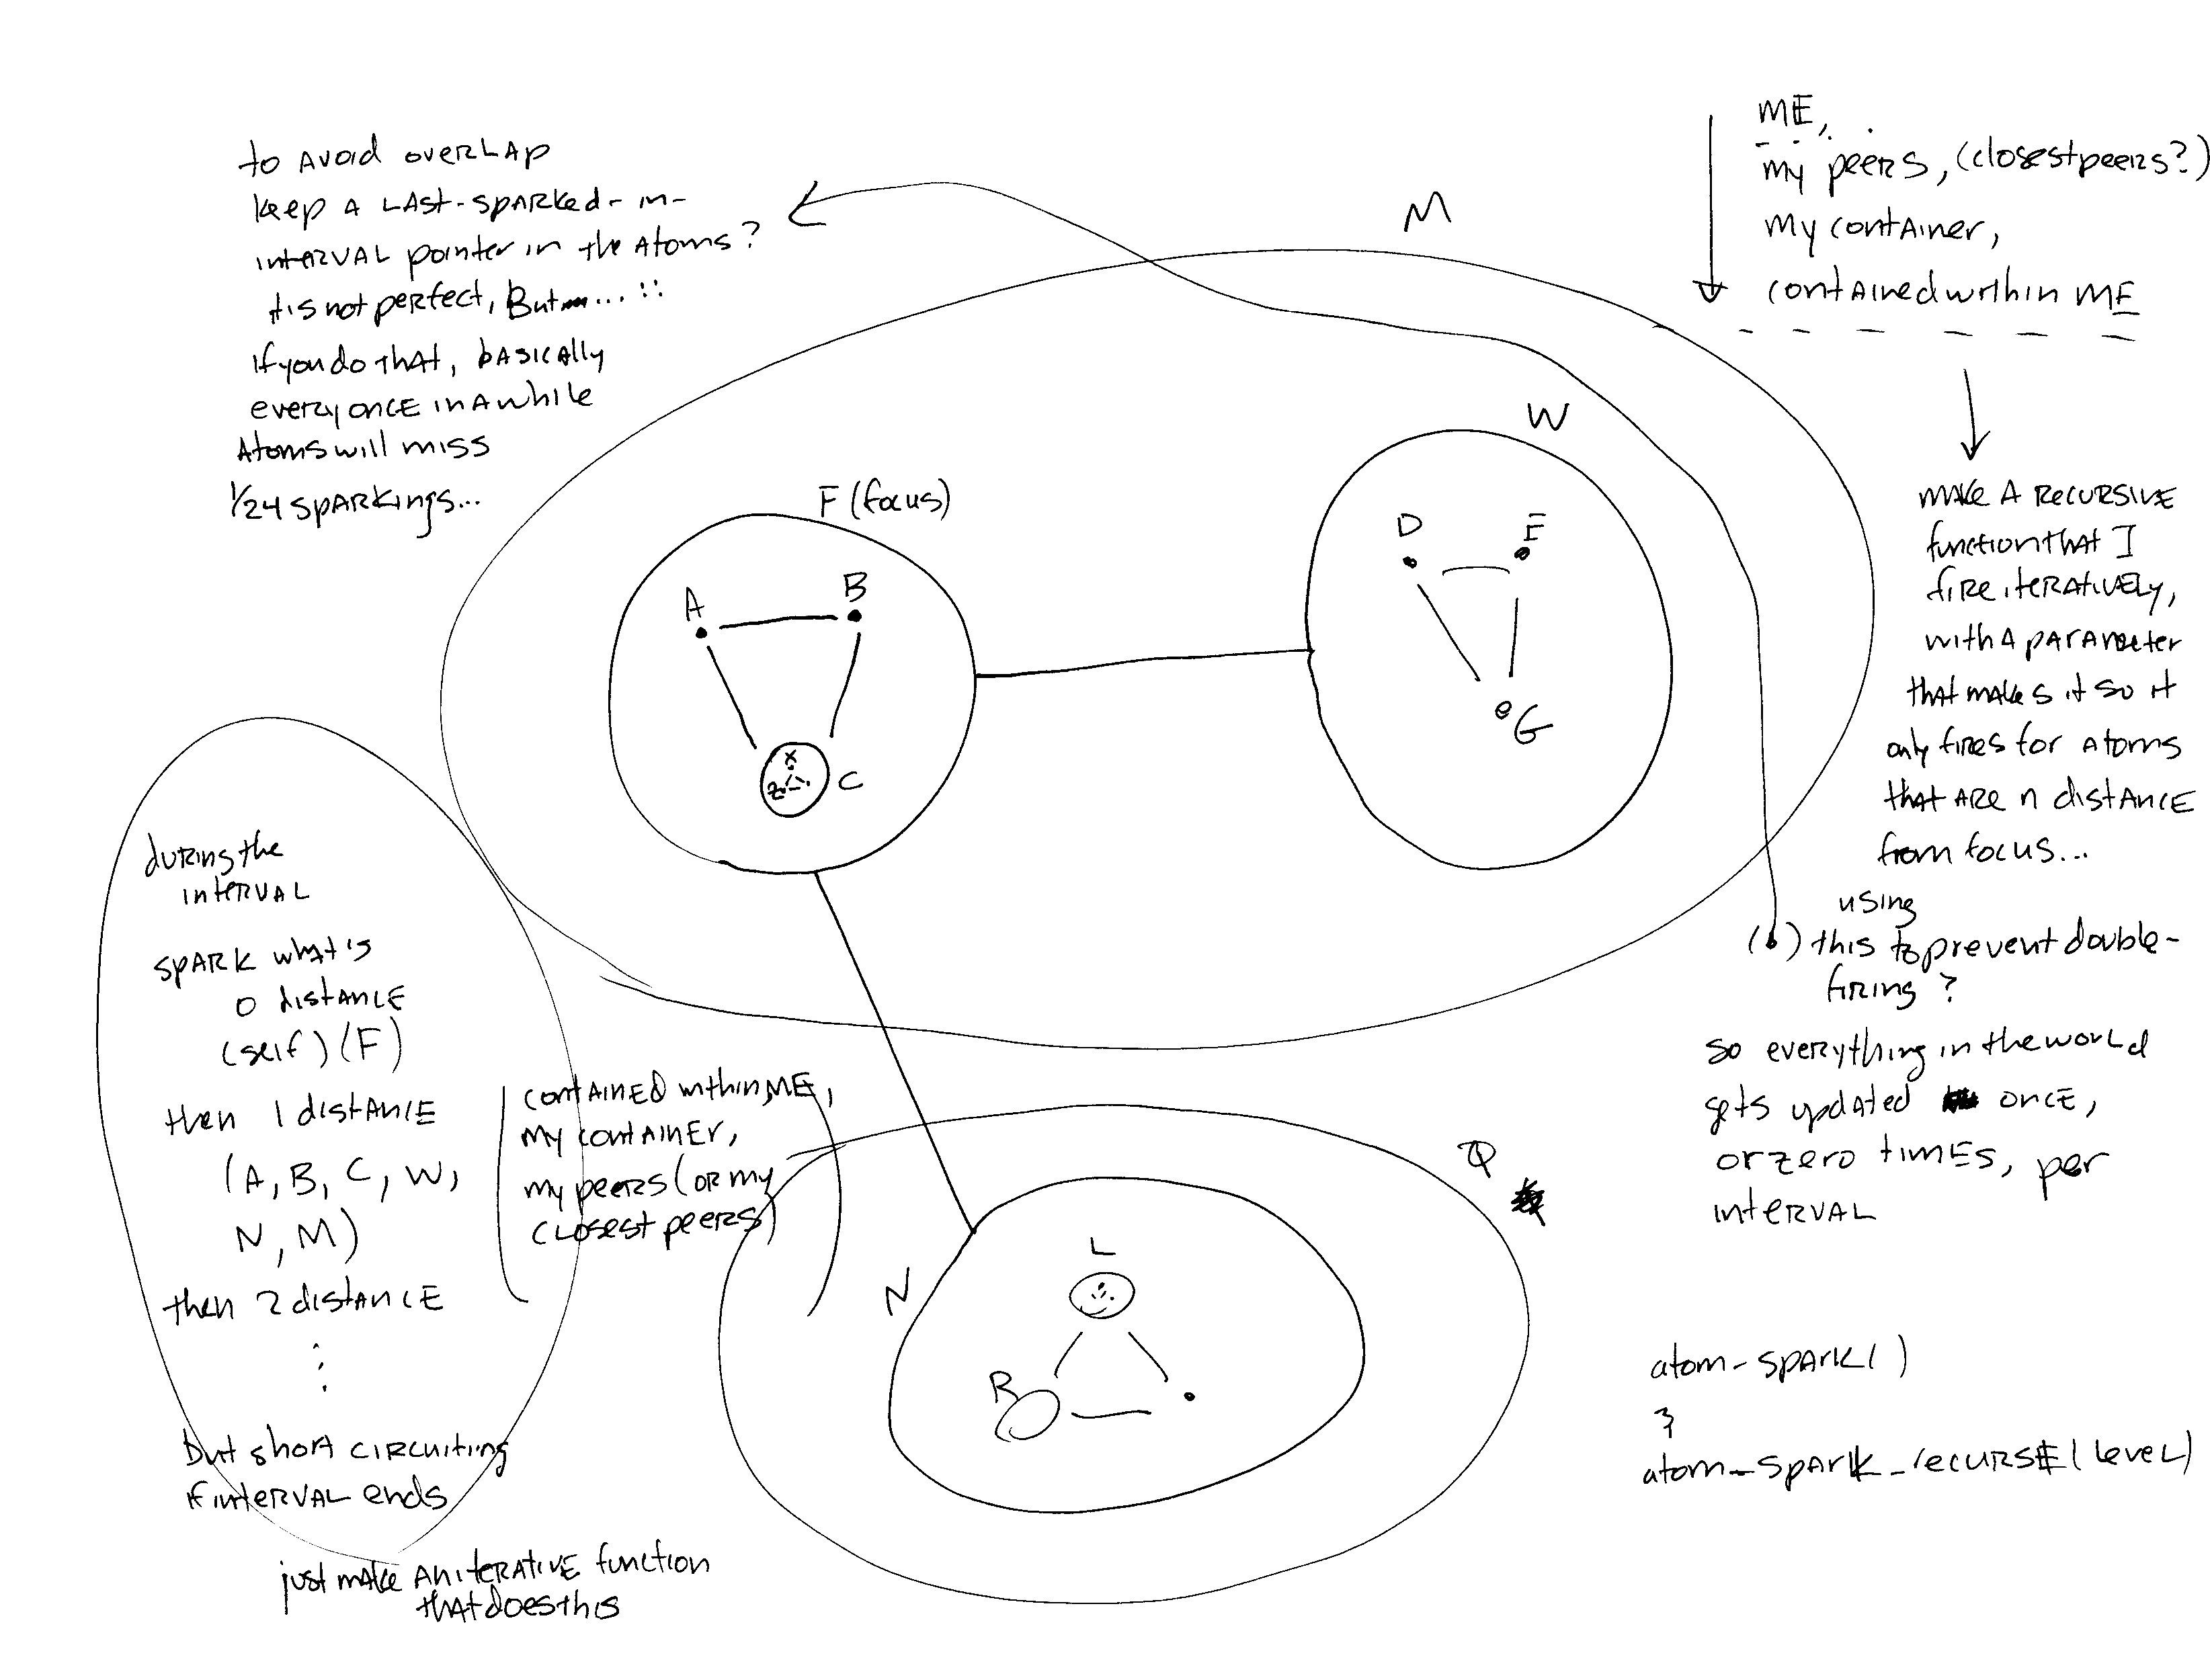 to avoid overlap
keep a last-sparked-in-
interval pointer in the atoms?
tis not perfect, But....::
if you do that, basically
every once in a while
Atoms will miss
1/24 sparkings...
ME,
my peers, (closest peers?)
my container,
contained within ME
M
W
D
E
G
F (focus)
A
B
X
Z
C
make a recursive
function that I
fire iteratively,
with a parameter
that makes it so it
only fires for atoms
that are n distance
from focus...
using
( ) this to prevent double-
firing?
so everything in the world
gets updated once,
or zero times, per
interval
atom-spark()
}
atom-spark-recurse(level)
during the
interval
spark what is
0 distance
(self) (F)
then 1 distance
(A, B, C, W,
N, M)
then 2 distance
⋮
but short circuiting
if interval ends
just make an iterative function
that does this
contained within ME,
my container,
my peers (or my
closest peers)
N
L
R